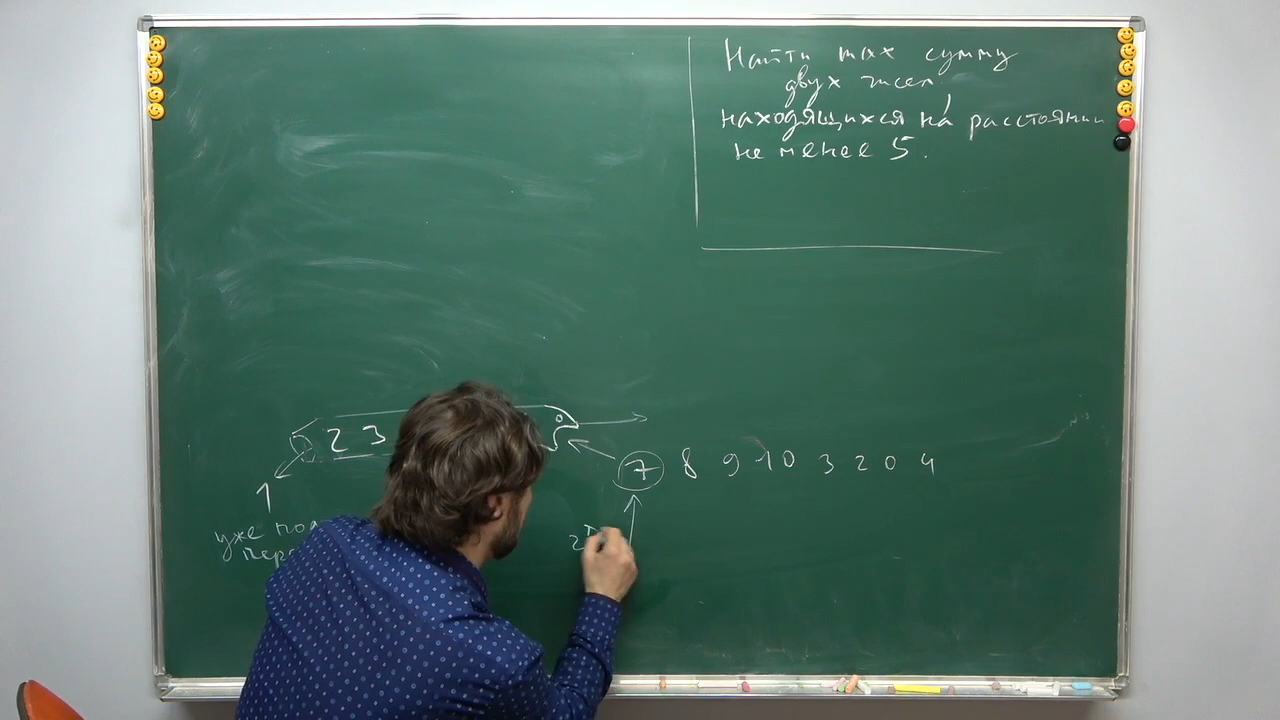 Найти max сумму
двух чисел,
находящихся на расстоянии
не менее 5.
2 3
7 8 9 10 3 2 0 4
1
уже